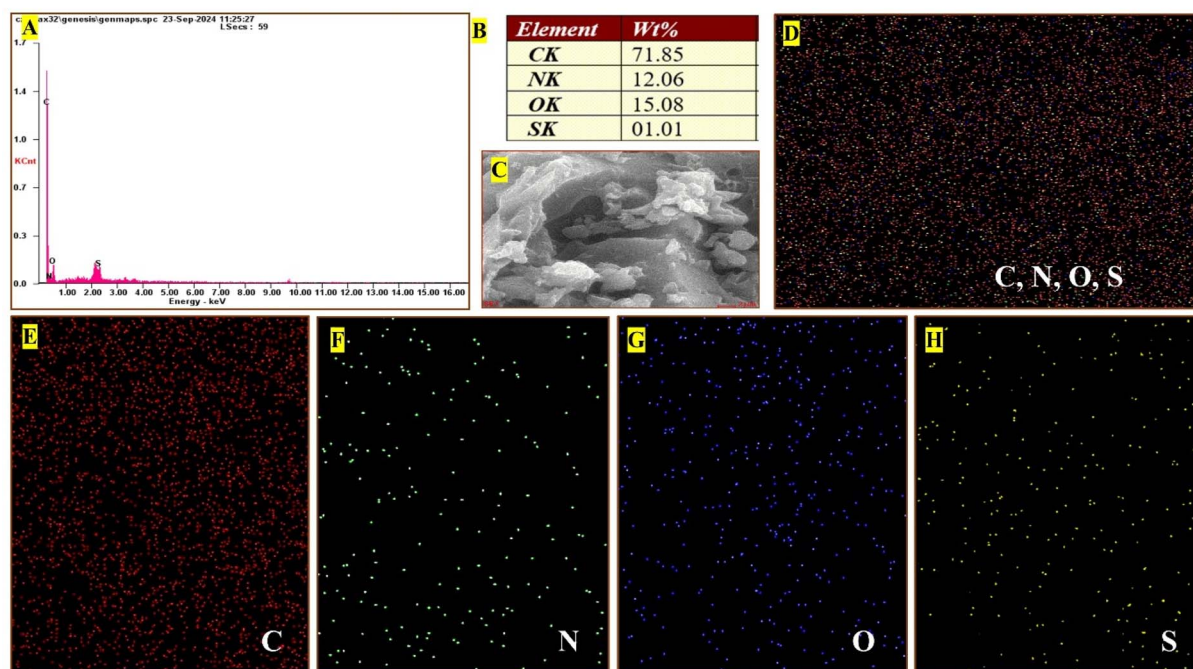 A
c:\edax32\genesis\genmaps.spc 23-Sep-2024 11:25:27
LSecs : 59
1.7
1.4
1.0
KCnt
0.7
0.3
0.0
C
O
N
S
1.00 2.00 3.00 4.00 5.00 6.00 7.00 8.00 9.00 10.00 11.00 12.00 13.00 14.00 15.00 16.00
Energy - keV
B
Element Wt%
CK 71.85
NK 12.06
OK 15.08
SK 01.01
C
D
C, N, O, S
E
C
F
N
G
O
H
S